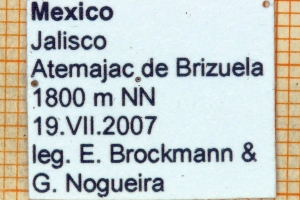 Mexico
Jalisco
Atemajac de Brizuela
1800 m NN
19.VII.2007
leg. E. Brockmann &
G. Nogueira